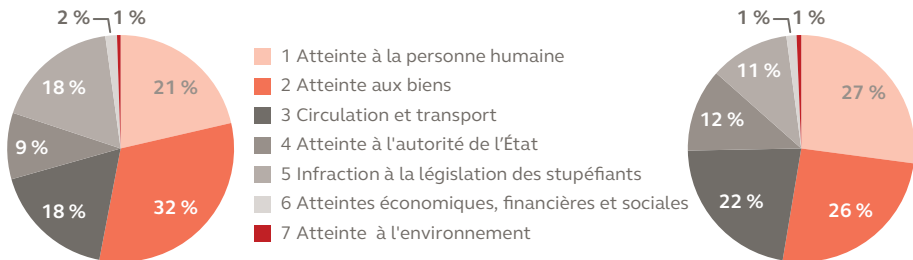 2 % 1 %
21 %
32 %
18 %
9 %
18 %
1 Atteinte à la personne humaine
2 Atteinte aux biens
3 Circulation et transport
4 Atteinte à l'autorité de l'État
5 Infraction à la législation des stupéfiants
6 Atteintes économiques, financières et sociales
7 Atteinte à l'environnement
1 % 1 %
27 %
26 %
22 %
12 %
11 %